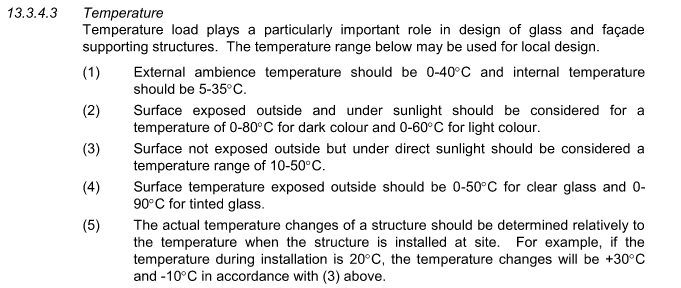 13.3.4.3 Temperature
Temperature load plays a particularly important role in design of glass and façade
supporting structures. The temperature range below may be used for local design.
(1) External ambience temperature should be 0-40°C and internal temperature
should be 5-35°C.
(2) Surface exposed outside and under sunlight should be considered for a
temperature of 0-80°C for dark colour and 0-60°C for light colour.
(3) Surface not exposed outside but under direct sunlight should be considered a
temperature range of 10-50°C.
(4) Surface temperature exposed outside should be 0-50°C for clear glass and 0-
90°C for tinted glass.
(5) The actual temperature changes of a structure should be determined relatively to
the temperature when the structure is installed at site. For example, if the
temperature during installation is 20°C, the temperature changes will be +30°C
and -10°C in accordance with (3) above.